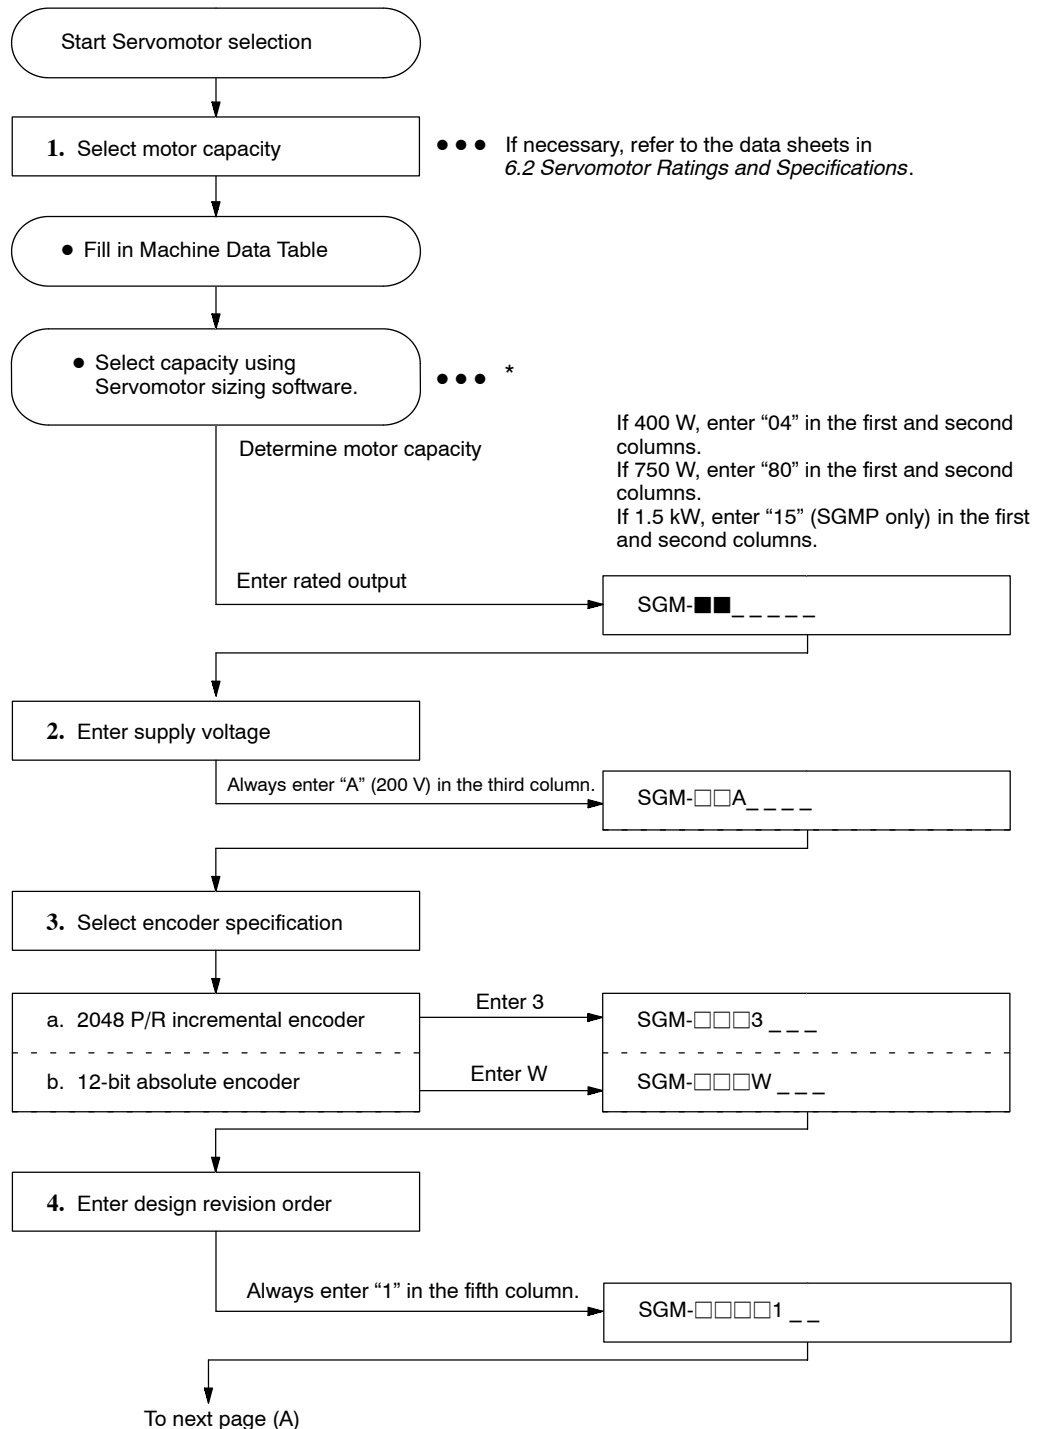 Start Servomotor selection
1. Select motor capacity
● ● ● If necessary, refer to the data sheets in
6.2 Servomotor Ratings and Specifications.
● Fill in Machine Data Table
● Select capacity using
Servomotor sizing software.
● ● ● *
Determine motor capacity
If 400 W, enter “04” in the first and second
columns.
If 750 W, enter “80” in the first and second
columns.
If 1.5 kW, enter “15” (SGMP only) in the first
and second columns.
Enter rated output
SGM-■■_ _ _ _ _
2. Enter supply voltage
Always enter “A” (200 V) in the third column.
SGM-□□A_ _ _ _
3. Select encoder specification
a. 2048 P/R incremental encoder
Enter 3
SGM-□□□3 _ _ _
b. 12-bit absolute encoder
Enter W
SGM-□□□W _ _ _
4. Enter design revision order
Always enter “1” in the fifth column.
SGM-□□□□1 _ _
To next page (A)